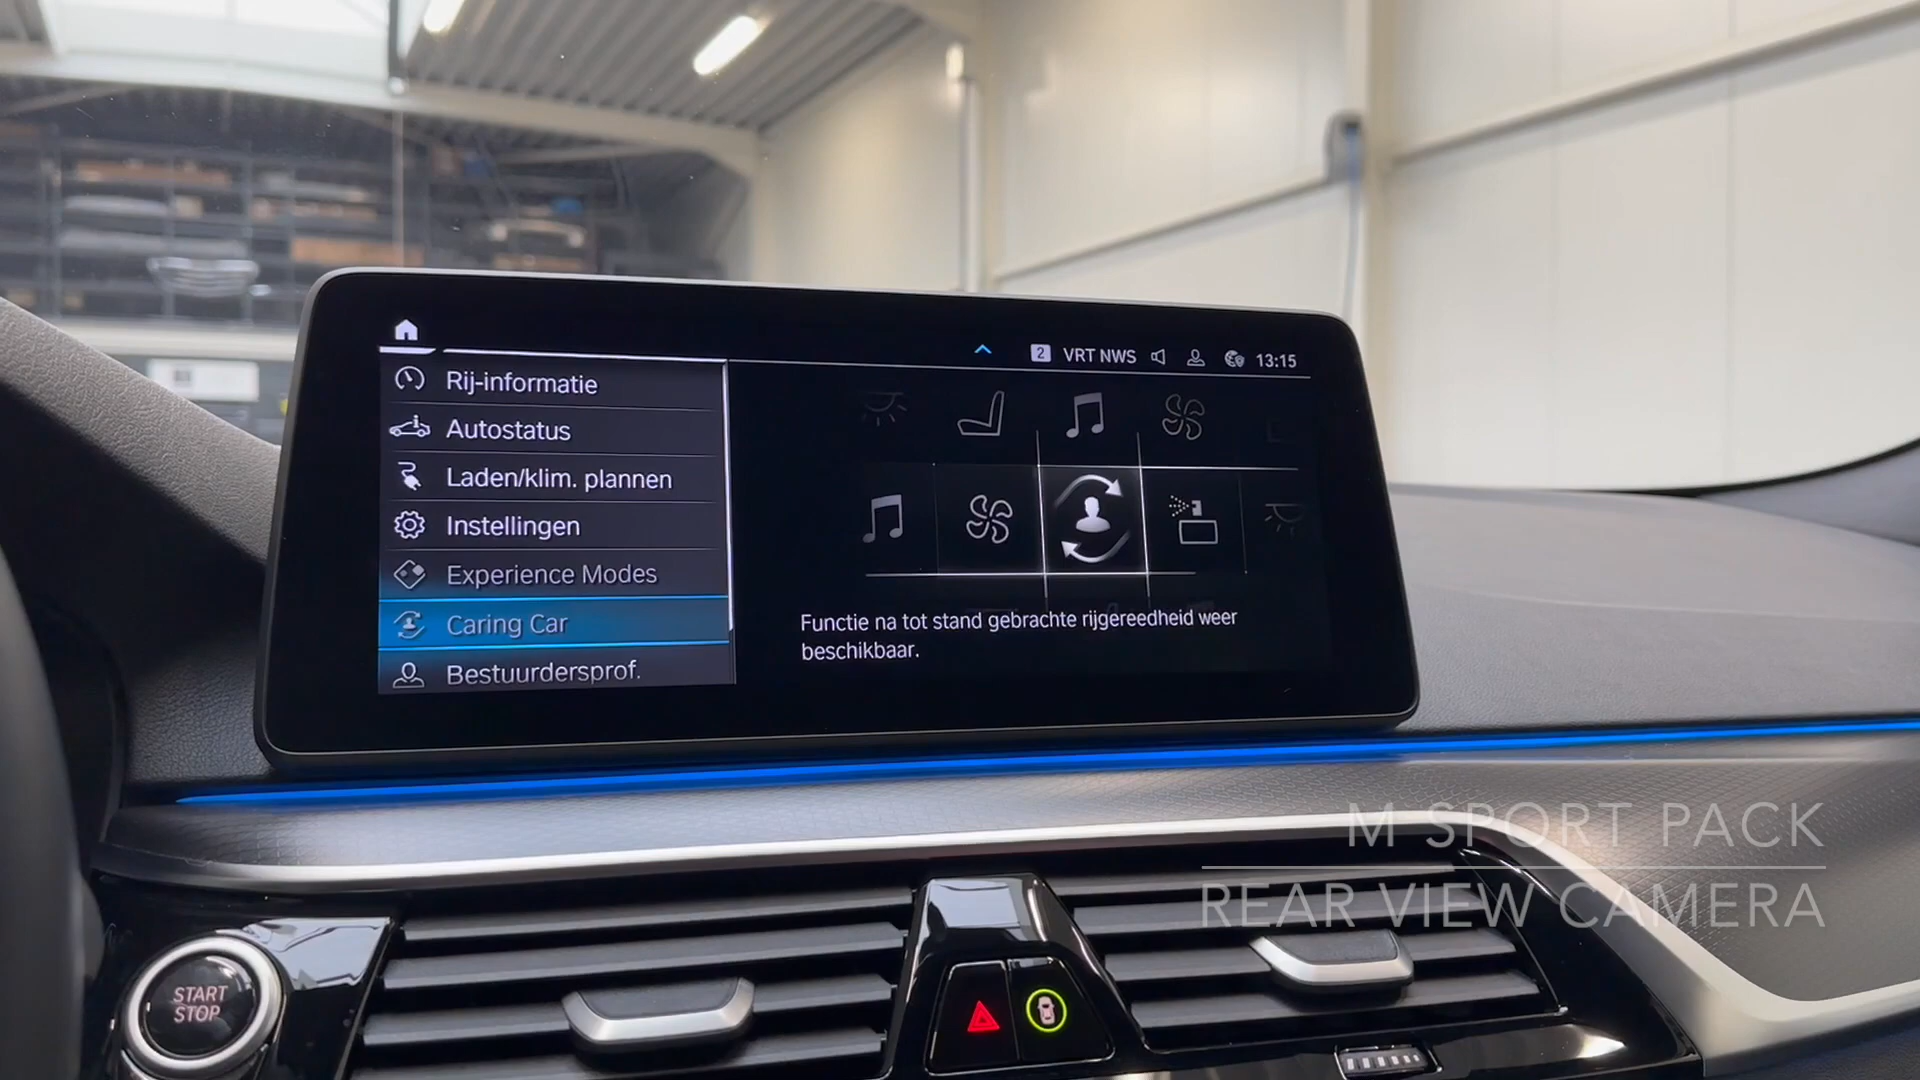 2 VRT NWS 13:15
Rij-informatie
Autostatus
Laden/klim. plannen
Instellingen
Experience Modes
Caring Car
Bestuurdersprof.
Functie na tot stand gebrachte rijgereedheid weer
beschikbaar.
M SPORT PACK
REAR VIEW CAMERA
START
STOP